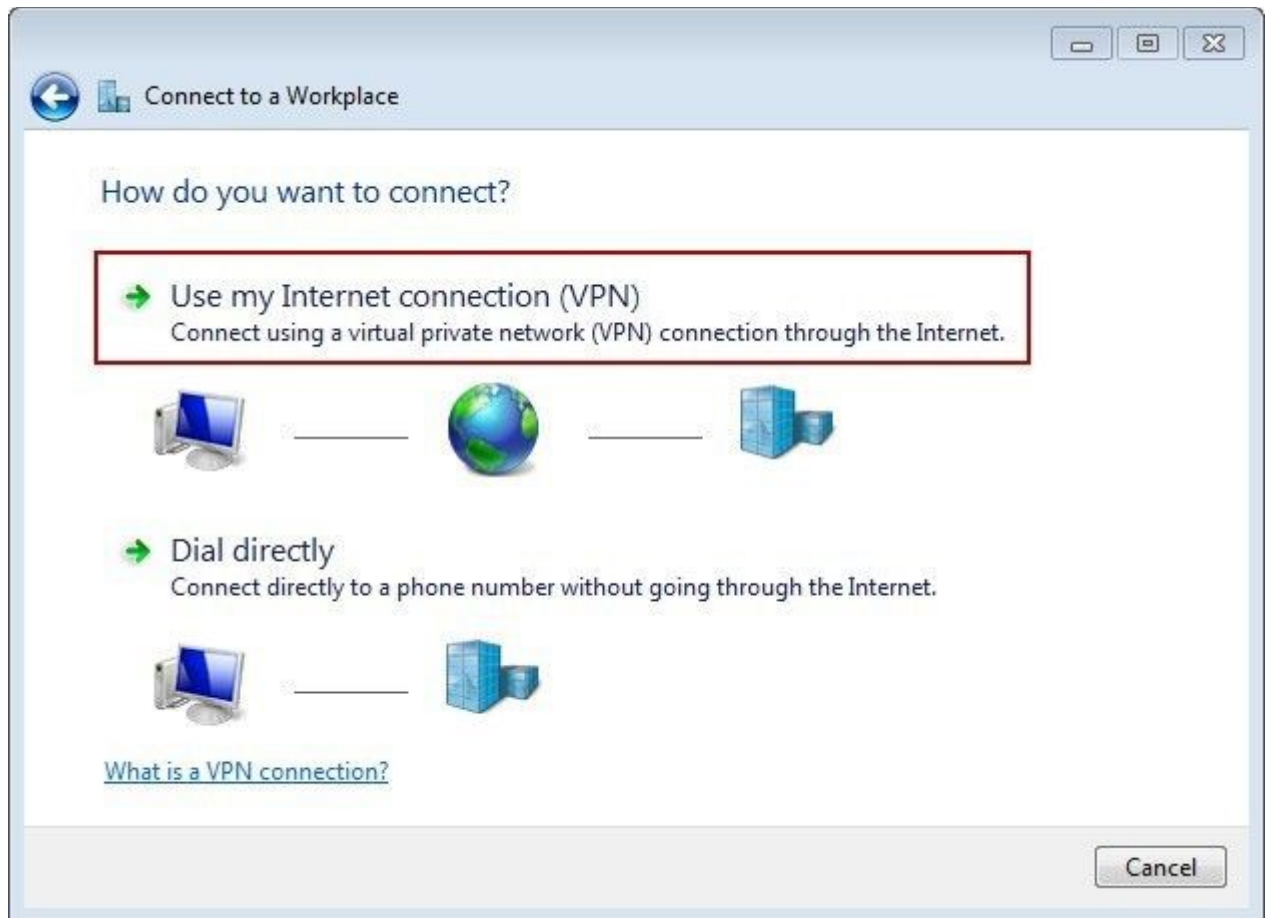 Connect to a Workplace
How do you want to connect?
Use my Internet connection (VPN)
Connect using a virtual private network (VPN) connection through the Internet.
Dial directly
Connect directly to a phone number without going through the Internet.
What is a VPN connection?
Cancel